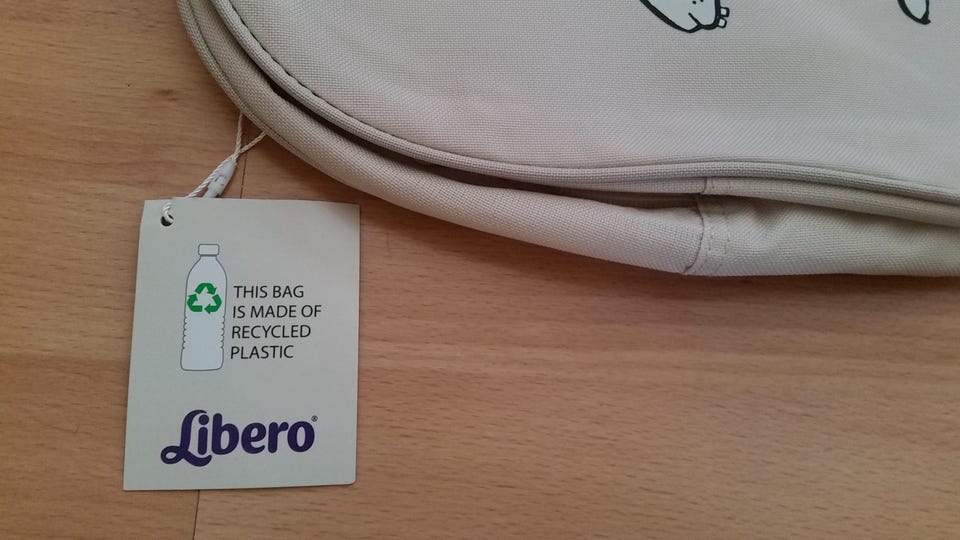 THIS BAG
IS MADE OF
RECYCLED
PLASTIC
Libero®